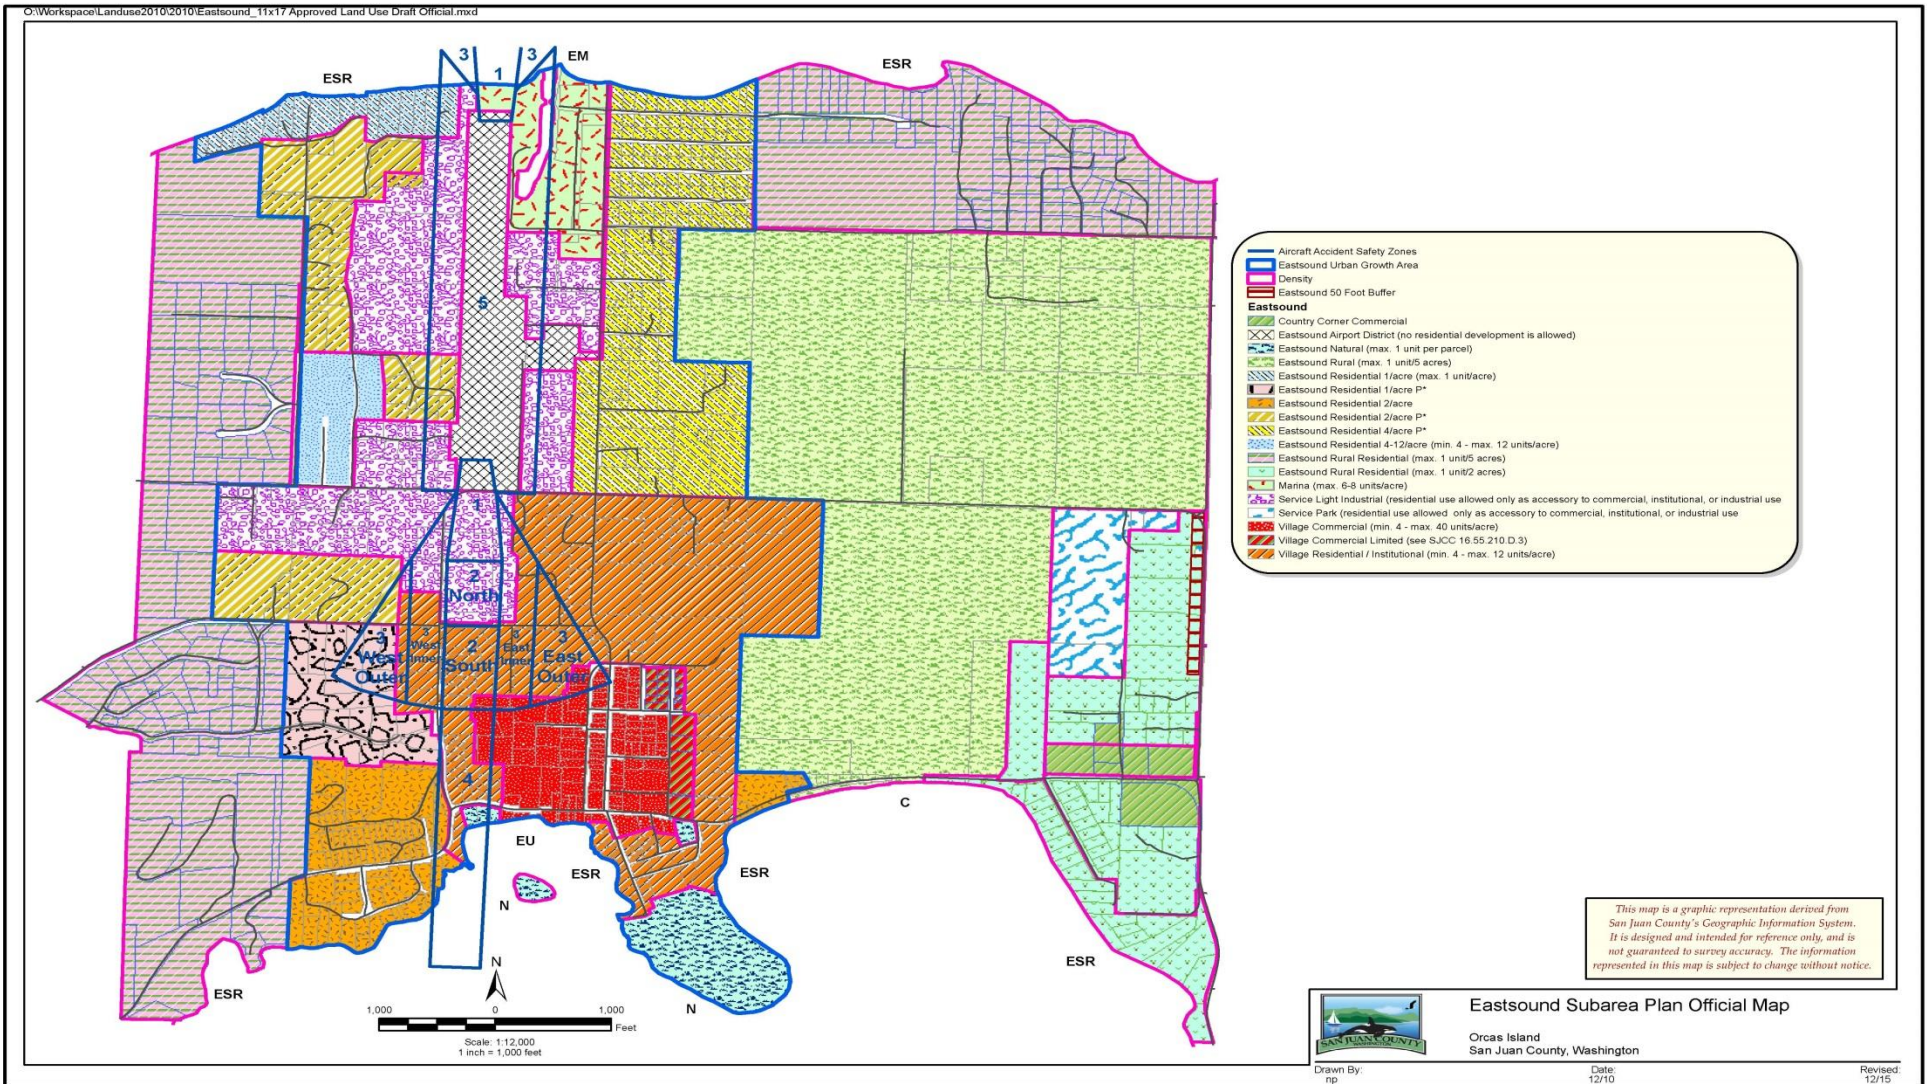 O:\Workspace\Landuse2010\2010\Eastsound_11x17 Approved Land Use Draft Official.mxd
3
3
EM
1
ESR
ESR
5
1
2
North
3
West
Outer
3
West
Inner
2
South
3
East
Inner
3
East
Outer
4
EU
C
ESR
ESR
N
N
ESR
ESR
Aircraft Accident Safety Zones
Eastsound Urban Growth Area
Density
Eastsound 50 Foot Buffer
Eastsound
Country Corner Commercial
Eastsound Airport District (no residential development is allowed)
Eastsound Natural (max. 1 unit per parcel)
Eastsound Rural (max. 1 unit/5 acres)
Eastsound Residential 1/acre (max. 1 unit/acre)
Eastsound Residential 1/acre P*
Eastsound Residential 2/acre
Eastsound Residential 2/acre P*
Eastsound Residential 4/acre P*
Eastsound Residential 4-12/acre (min. 4 - max. 12 units/acre)
Eastsound Rural Residential (max. 1 unit/5 acres)
Eastsound Rural Residential (max. 1 unit/2 acres)
Marina (max. 6-8 units/acre)
Service Light Industrial (residential use allowed only as accessory to commercial, institutional, or industrial use
Service Park (residential use allowed only as accessory to commercial, institutional, or industrial use
Village Commercial (min. 4 - max. 40 units/acre)
Village Commercial Limited (see SJCC 16.55.210.D.3)
Village Residential / Institutional (min. 4 - max. 12 units/acre)
This map is a graphic representation derived from
San Juan County's Geographic Information System.
It is designed and intended for reference only, and is
not guaranteed to survey accuracy. The information
represented in this map is subject to change without notice.
N
1,000 0 1,000
Feet
Scale: 1:12,000
1 inch = 1,000 feet
SAN JUAN COUNTY
WASHINGTON
Eastsound Subarea Plan Official Map
Orcas Island
San Juan County, Washington
Drawn By:
np
Date:
12/10
Revised:
12/15